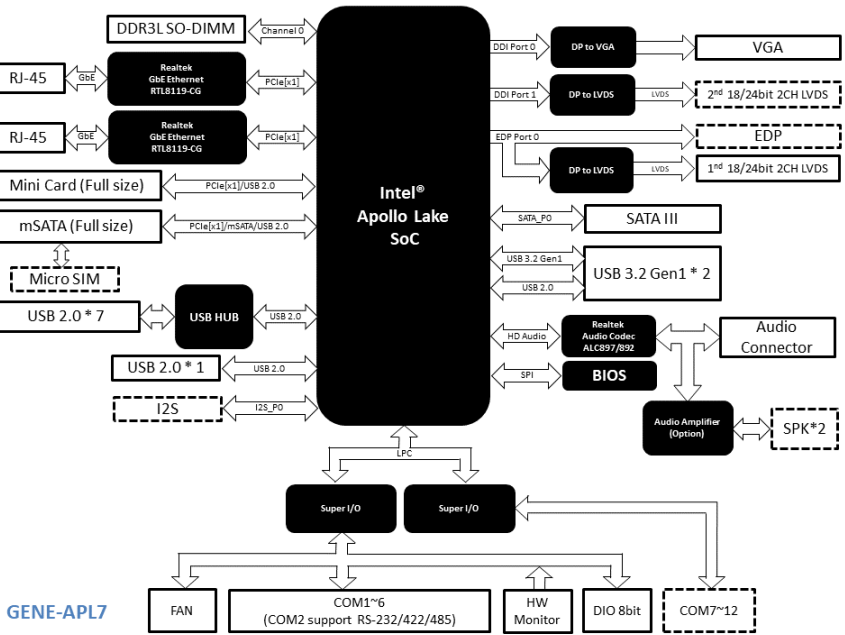 DDR3L SO-DIMM
Channel 0
RJ-45
GbE
Realtek
GbE Ethernet
RTL8119-CG
PCIe[x1]
RJ-45
GbE
Realtek
GbE Ethernet
RTL8119-CG
PCIe[x1]
Mini Card (Full size)
PCIe[x1]/USB 2.0
mSATA (Full size)
PCIe[x1]/mSATA/USB 2.0
Micro SIM
USB 2.0 * 7
USB HUB
USB 2.0
USB 2.0 * 1
USB 2.0
I2S
I2S_P0
Intel®
Apollo Lake
SoC
DDI Port 0
DP to VGA
VGA
DDI Port 1
DP to LVDS
LVDS
2nd 18/24bit 2CH LVDS
EDP Port 0
EDP
DP to LVDS
LVDS
1st 18/24bit 2CH LVDS
SATA_P0
SATA III
USB 3.2 Gen1
USB 2.0
USB 3.2 Gen1 * 2
HD Audio
Realtek
Audio Codec
ALC897/892
Audio
Connector
SPI
BIOS
Audio Amplifier
(Option)
SPK*2
LPC
Super I/O
Super I/O
GENE-APL7
FAN
COM1~6
(COM2 support RS-232/422/485)
HW
Monitor
DIO 8bit
COM7~12